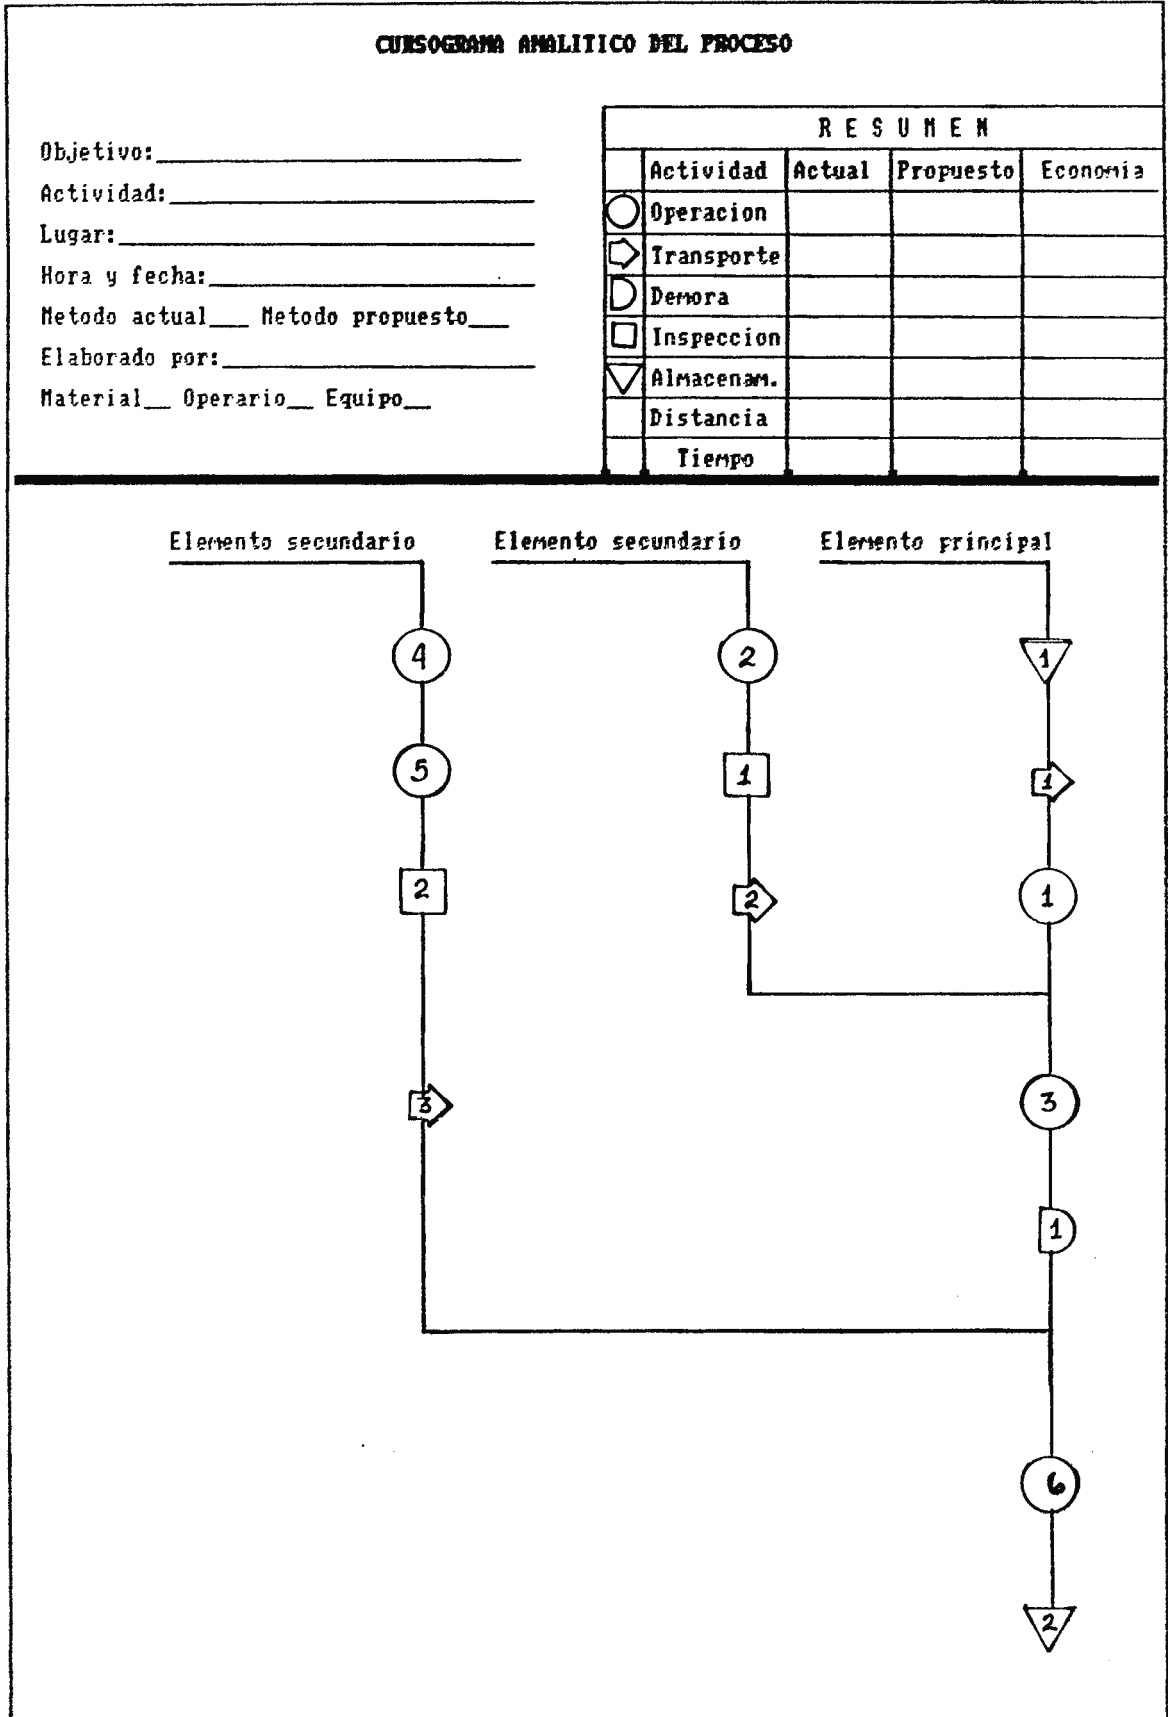 CURSOGRAMA ANALITICO DEL PROCESO
Objetivo:
Actividad:
Lugar:
Hora y fecha:
Metodo actual___ Metodo propuesto___
Elaborado por:
Material__ Operario__ Equipo__
R E S U M E N
Actividad Actual Propuesto Economia
Operacion
Transporte
Demora
Inspeccion
Almacenam.
Distancia
Tiempo
Elemento secundario Elemento secundario Elemento principal
4 2 1
5 1 1
2 2 1
3 3
1
6
2